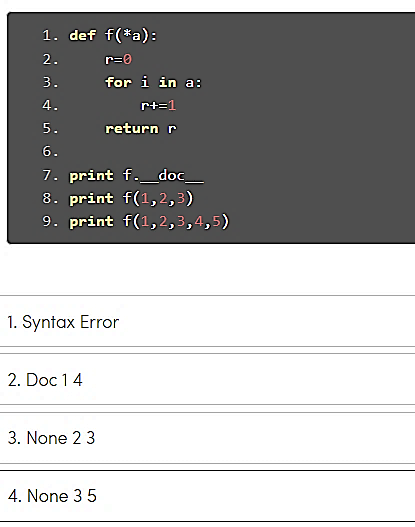 1. def f(*a):
2. r=0
3. for i in a:
4. r+=1
5. return r
6.
7. print f.__doc__
8. print f(1,2,3)
9. print f(1,2,3,4,5)
1. Syntax Error
2. Doc 1 4
3. None 2 3
4. None 3 5